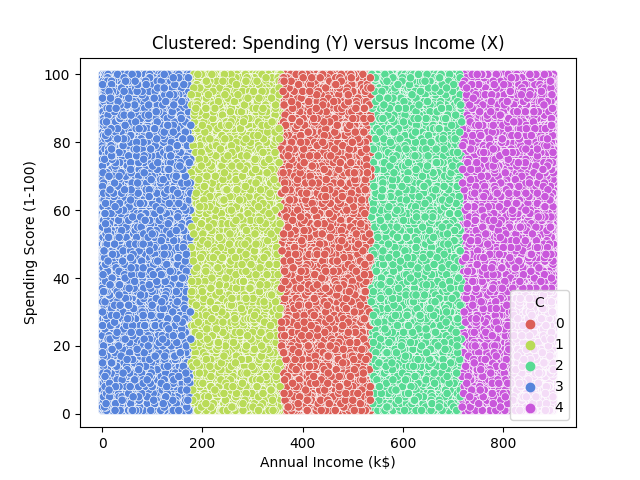 Clustered: Spending (Y) versus Income (X)
100
80
60
40
20
0
Spending Score (1-100)
0 200 400 600 800
Annual Income (k$)
C
0
1
2
3
4